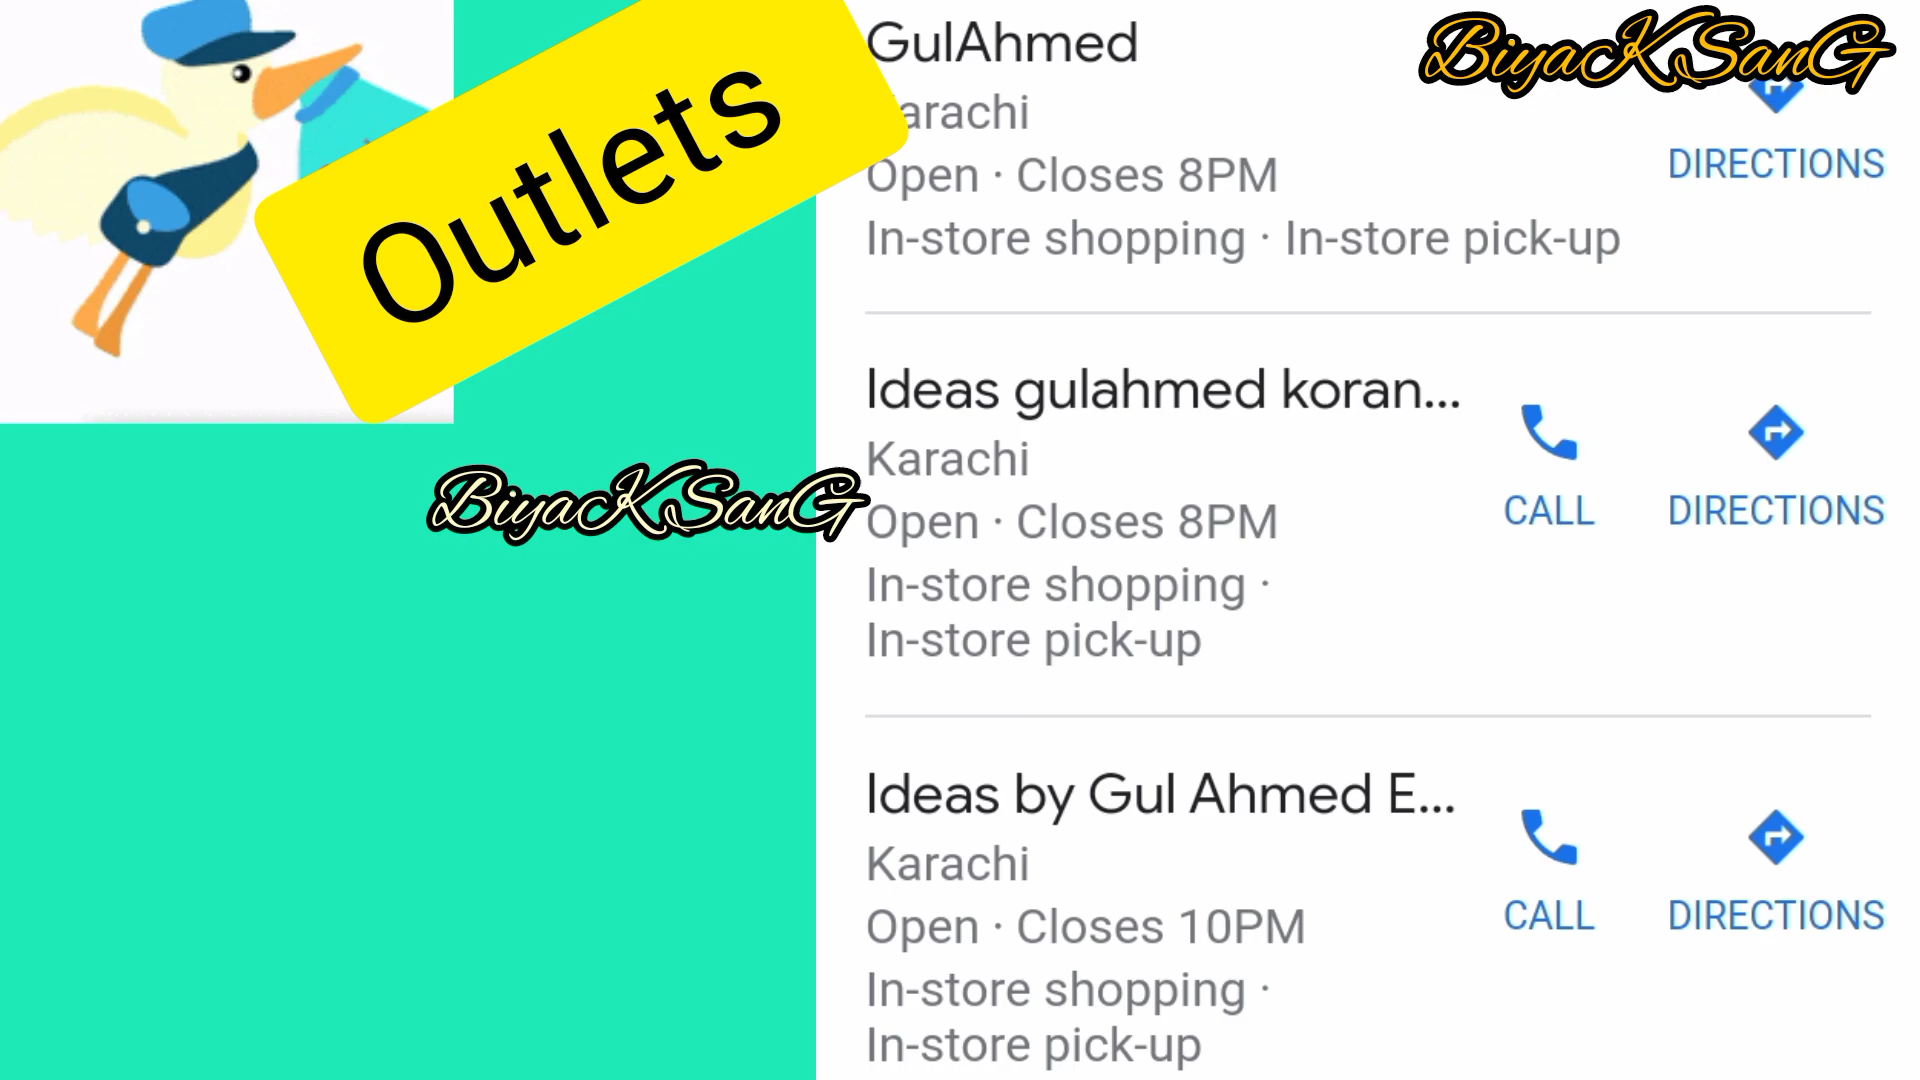 Outlets
BiyacKSanG
BiyacKSanG
GulAhmed
arachi
Open · Closes 8PM
In-store shopping · In-store pick-up
DIRECTIONS
Ideas gulahmed koran...
Karachi
Open · Closes 8PM
In-store shopping ·
In-store pick-up
CALL
DIRECTIONS
Ideas by Gul Ahmed E...
Karachi
Open · Closes 10PM
In-store shopping ·
In-store pick-up
CALL
DIRECTIONS